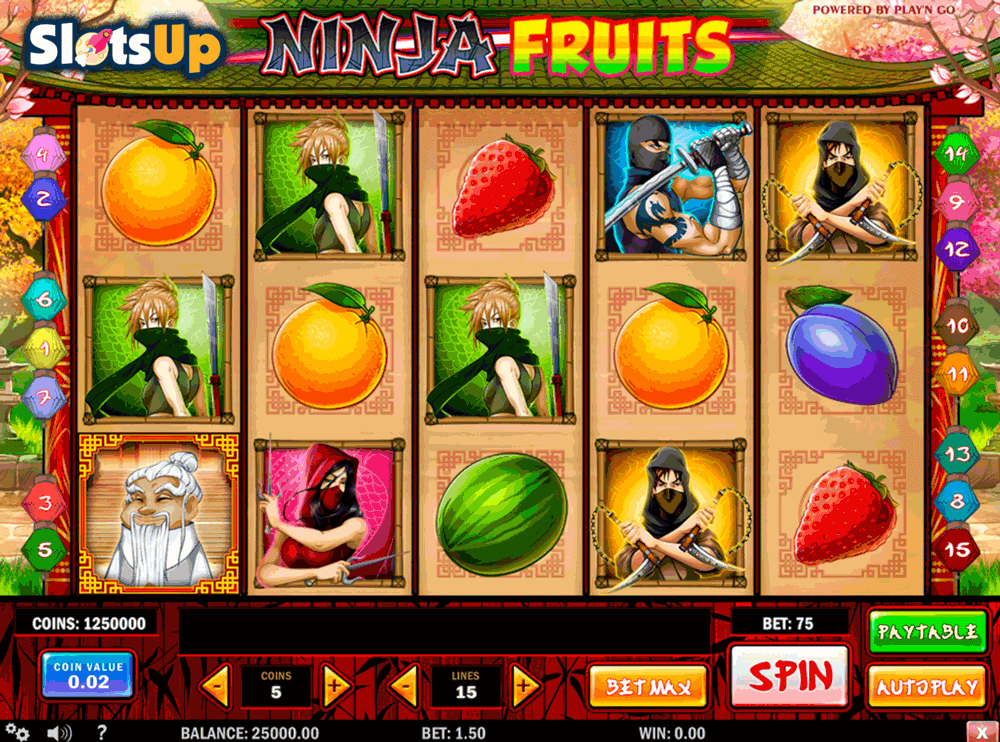 POWERED BY PLAYN GO
SlotsUp
NINJA FRUITS
4
2
6
1
7
3
5
14
9
12
10
11
13
8
15
COINS: 1250000
BET: 75
PAYTABLE
COIN VALUE
0.02
-
COINS
5
+
-
LINES
15
+
BET MAX
SPIN
AUTOPLAY
?
BALANCE: 25000.00
BET: 1.50
WIN: 0.00
X